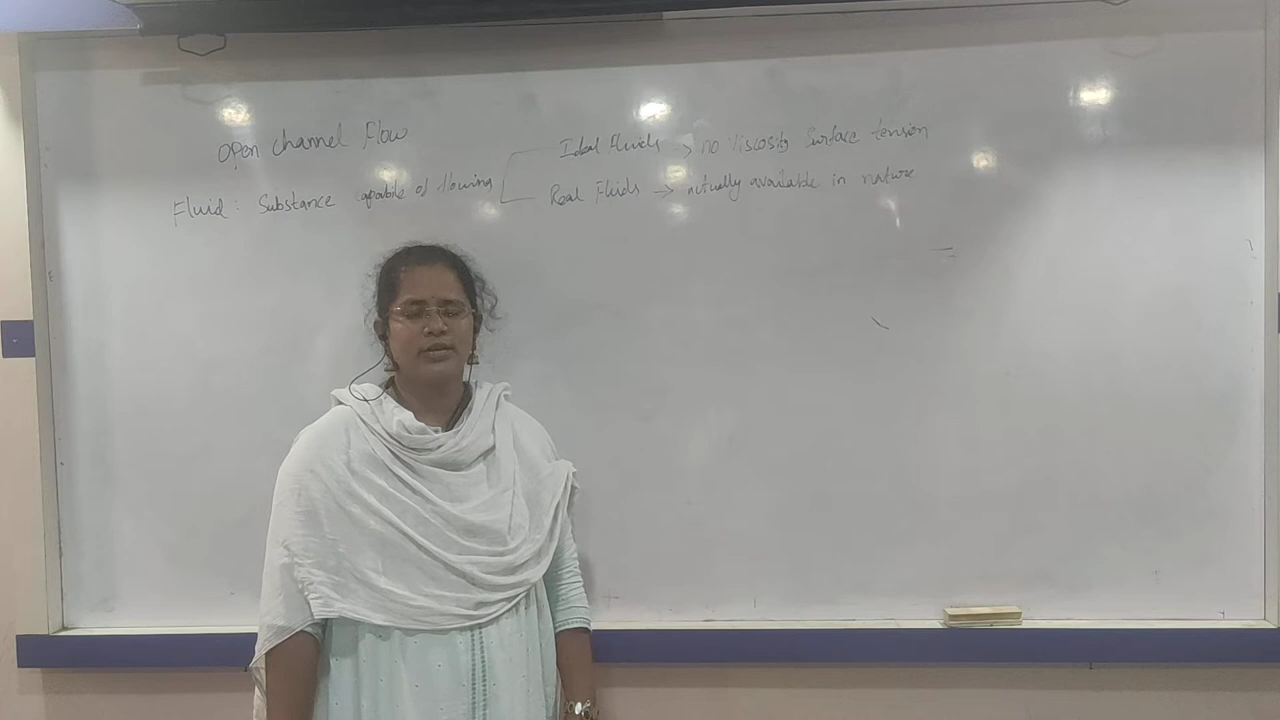 Open channel Flow
Fluid: Substance capable of flowing
Ideal Fluids → no Viscosity Surface tension
Real Fluids → actually available in nature